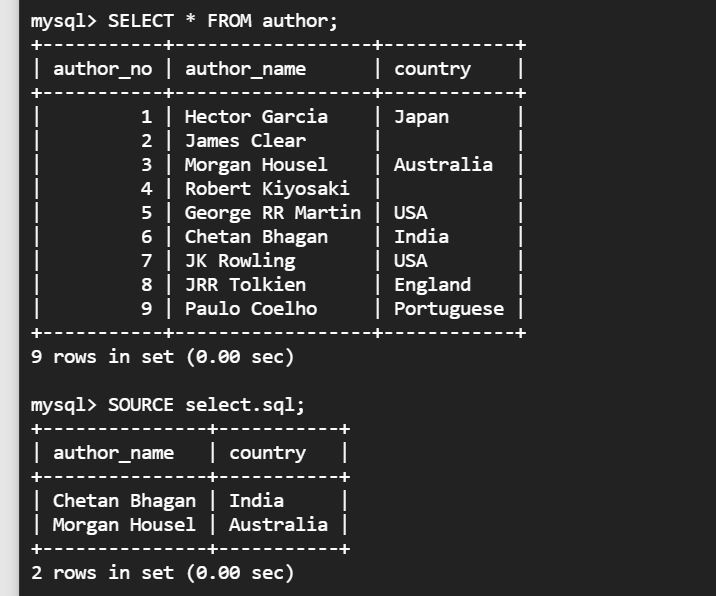 mysql> SELECT * FROM author;
+-----------+------------------+------------+
| author_no | author_name      | country    |
+-----------+------------------+------------+
|         1 | Hector Garcia    | Japan      |
|         2 | James Clear      |            |
|         3 | Morgan Housel    | Australia  |
|         4 | Robert Kiyosaki  |            |
|         5 | George RR Martin | USA        |
|         6 | Chetan Bhagan    | India      |
|         7 | JK Rowling       | USA        |
|         8 | JRR Tolkien      | England    |
|         9 | Paulo Coelho     | Portuguese |
+-----------+------------------+------------+
9 rows in set (0.00 sec)

mysql> SOURCE select.sql;
+---------------+-----------+
| author_name   | country   |
+---------------+-----------+
| Chetan Bhagan | India     |
| Morgan Housel | Australia |
+---------------+-----------+
2 rows in set (0.00 sec)